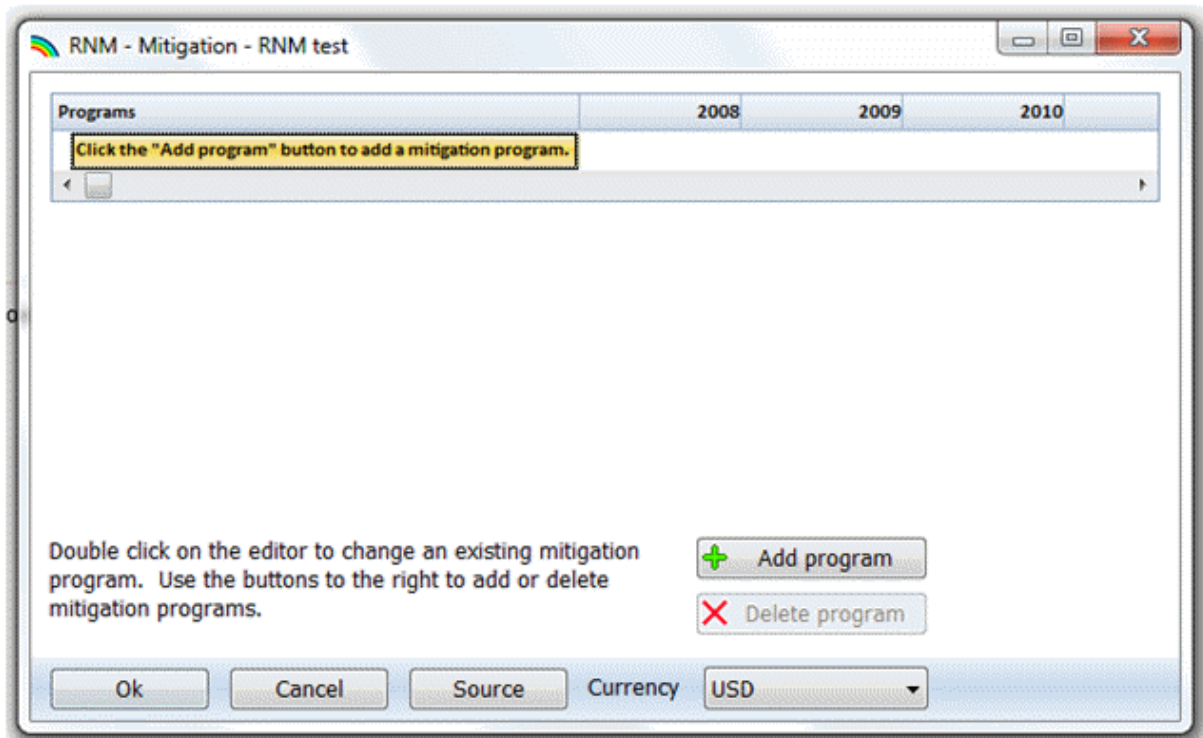 RNM - Mitigation - RNM test
Programs 2008 2009 2010
Click the "Add program" button to add a mitigation program.
Double click on the editor to change an existing mitigation
program. Use the buttons to the right to add or delete
mitigation programs.
Add program
Delete program
Ok Cancel Source Currency USD